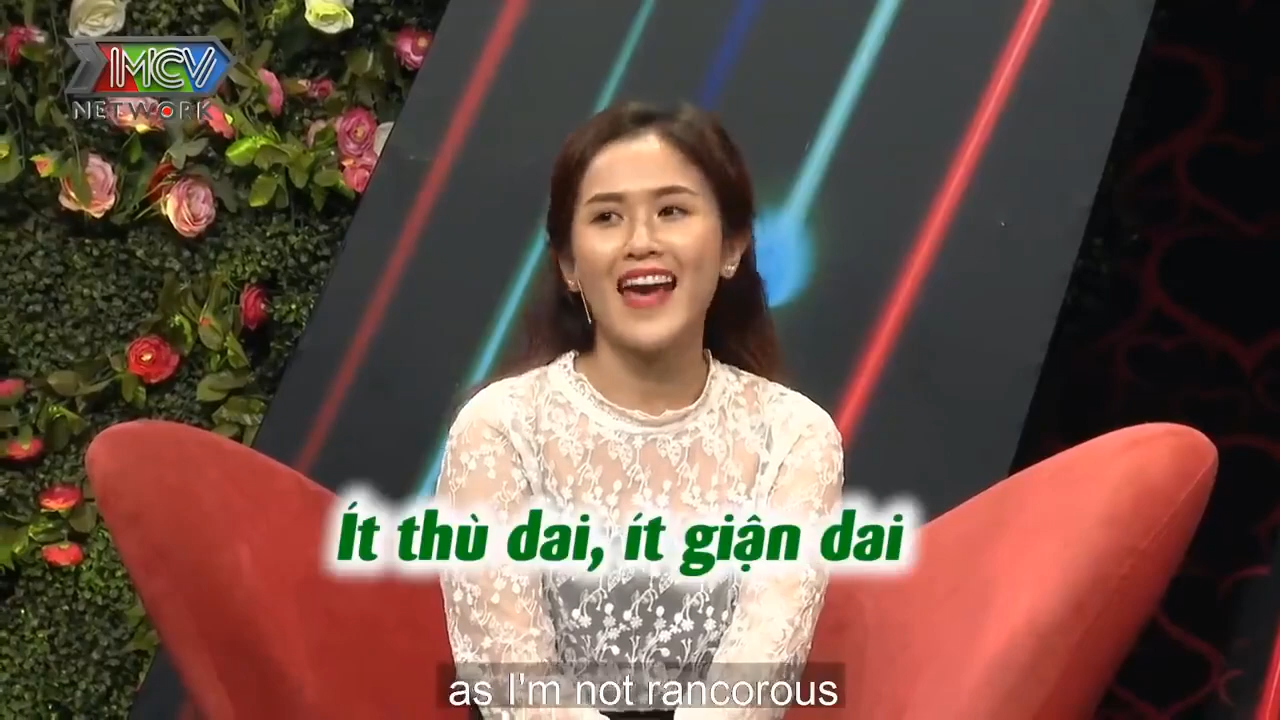 MCV
NETWORK
Ít thù dai, ít giận dai
as I'm not rancorous